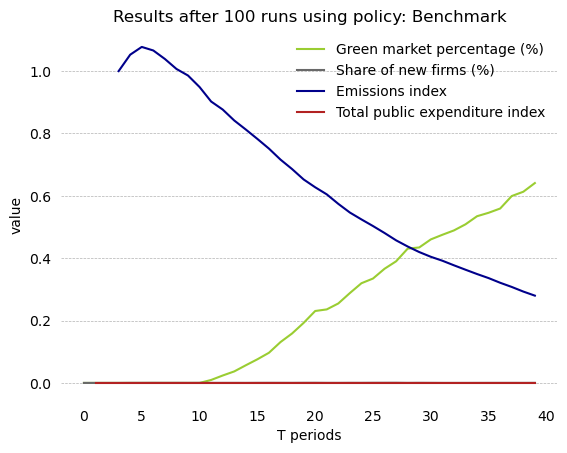 Results after 100 runs using policy: Benchmark
Green market percentage (%)
Share of new firms (%)
Emissions index
Total public expenditure index
value
1.0
0.8
0.6
0.4
0.2
0.0
0 5 10 15 20 25 30 35 40
T periods